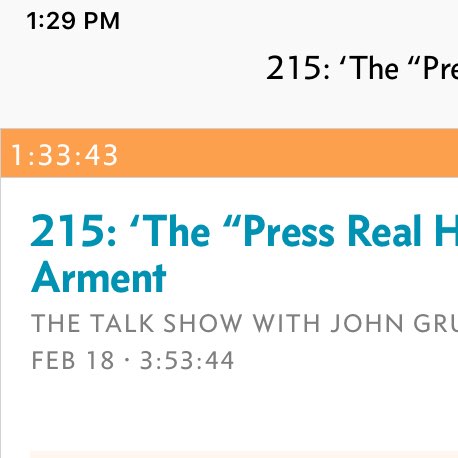 1:29 PM
215: ‘The “Pre
1:33:43
215: ‘The “Press Real H
Arment
THE TALK SHOW WITH JOHN GRU
FEB 18 · 3:53:44